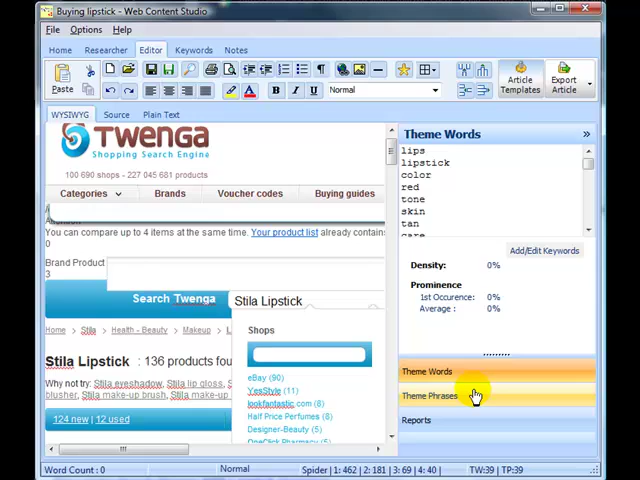 Buying lipstick - Web Content Studio
File Options Help
Home Researcher Editor Keywords Notes
Paste
Normal
Article Templates
Export Article
WYSIWYG Source Plain Text
TWENGA
Shopping Search Engine
100 690 shops - 227 045 681 products
Categories Brands Voucher codes Buying guides
You can compare up to 4 items at the same time. Your product list already contains
0
Brand Product
3
Search Twenga
Stila Lipstick
Home > Stila > Health - Beauty > Makeup > L
Shops
Stila Lipstick : 136 products fou
Why not try: Stila eyeshadow, Stila lip gloss, S
blusher, Stila make-up brush, Stila make-up
124 new | 12 used
eBay (90)
YesStyle (11)
lookfantastic.com (8)
Half Price Perfumes (8)
Designer-Beauty (5)
OneClick Pharmacy (5)
Theme Words »
lips
lipstick
color
red
tone
skin
tan
care
Add/Edit Keywords
Density: 0%
Prominence
1st Occurence: 0%
Average : 0%
Theme Words
Theme Phrases
Reports
Word Count : 0 Normal Spider | 1: 462 | 2: 181 | 3: 69 | 4: 40 | TW:39 | TP:39